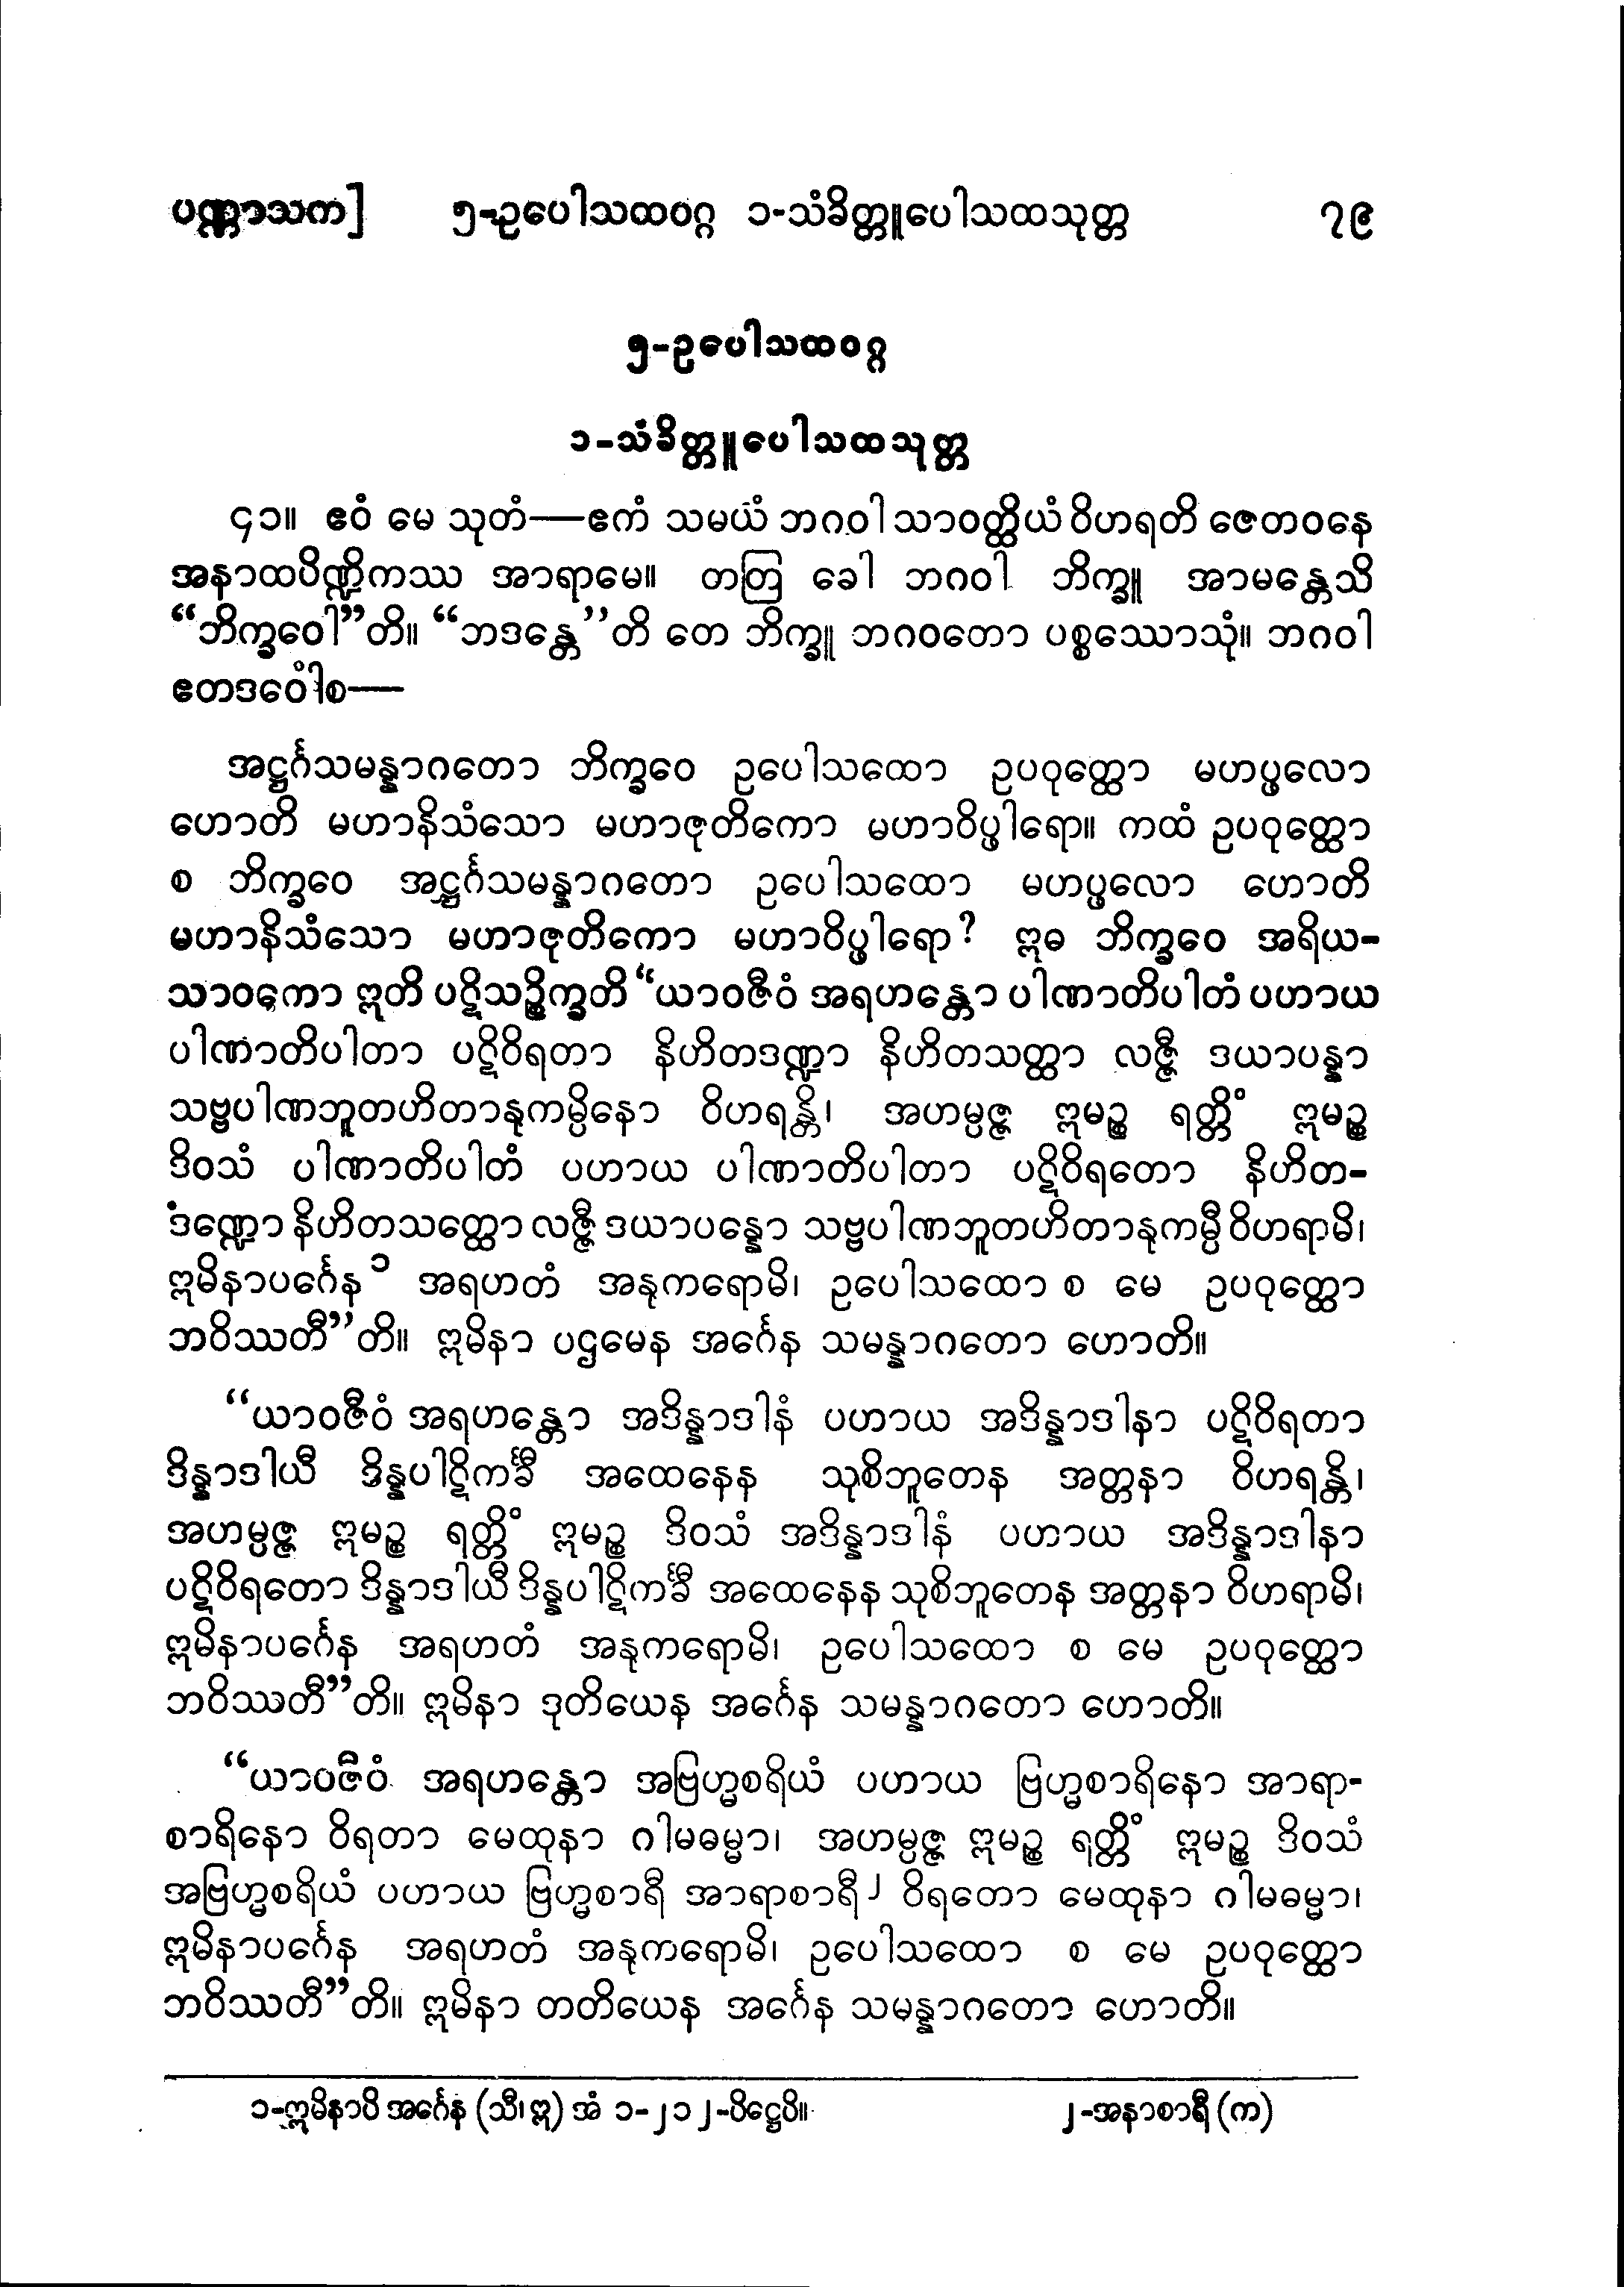 ပဏ္ဏာသက] ၅-ဥပေါသထဝဂ္ဂ ၁-သံခိတ္တူပေါသထသုတ္တ ၇၉
၅-ဥပေါသထဝဂ္ဂ
၁-သံခိတ္တူပေါသထသုတ္တ
၄၁။ ဧဝံ မေ သုတံ—ဧကံ သမယံ ဘဂဝါ သာဝတ္ထိယံ ဝိဟရတိ ဇေတဝနေ
အနာထပိဏ္ဍိကဿ အာရာမေ။ တတြ ခေါ ဘဂဝါ ဘိက္ခူ အာမန္တေသိ
“ဘိက္ခဝေါ”တိ။ “ဘဒန္တေ”တိ တေ ဘိက္ခူ ဘဂဝတော ပစ္စဿောသုံ။ ဘဂဝါ
ဧတဒဝေါစ—
အဋ္ဌင်္ဂသမန္နာဂတော ဘိက္ခဝေ ဥပေါသထော ဥပဝုတ္ထော မဟပ္ဖလော
ဟောတိ မဟာနိသံသော မဟာဇုတိကော မဟာဝိပ္ဖါရော။ ကထံ ဥပဝုတ္ထော
စ ဘိက္ခဝေ အဋ္ဌင်္ဂသမန္နာဂတော ဥပေါသထော မဟပ္ဖလော ဟောတိ
မဟာနိသံသော မဟာဇုတိကော မဟာဝိပ္ဖါရော? ဣဓ ဘိက္ခဝေ အရိယ-
သာဝကော ဣတိ ပဋိသဉ္စိက္ခတိ “ယာဝဇီဝံ အရဟန္တော ပါဏာတိပါတံ ပဟာယ
ပါဏာတိပါတာ ပဋိဝိရတာ နိဟိတဒဏ္ဍာ နိဟိတသတ္ထာ လဇ္ဇီ ဒယာပန္နာ
သဗ္ဗပါဏဘူတဟိတာနုကမ္ပိနော ဝိဟရန္တိ၊ အဟမ္ပဇ္ဇ ဣမဉ္စ ရတ္တိံ ဣမဉ္စ
ဒိဝသံ ပါဏာတိပါတံ ပဟာယ ပါဏာတိပါတာ ပဋိဝိရတော နိဟိတ-
ဒဏ္ဍော နိဟိတသတ္ထော လဇ္ဇီ ဒယာပန္နော သဗ္ဗပါဏဘူတဟိတာနုကမ္ပီ ဝိဟရာမိ၊
ဣမိနာပင်္ဂေန၁ အရဟတံ အနုကရောမိ၊ ဥပေါသထော စ မေ ဥပဝုတ္ထော
ဘဝိဿတီ”တိ။ ဣမိနာ ပဌမေန အင်္ဂေန သမန္နာဂတော ဟောတိ။
“ယာဝဇီဝံ အရဟန္တော အဒိန္နာဒါနံ ပဟာယ အဒိန္နာဒါနာ ပဋိဝိရတာ
ဒိန္နာဒါယီ ဒိန္နပါဋိကင်္ခီ အထေနေန သုစိဘူတေန အတ္တနာ ဝိဟရန္တိ၊
အဟမ္ပဇ္ဇ ဣမဉ္စ ရတ္တိံ ဣမဉ္စ ဒိဝသံ အဒိန္နာဒါနံ ပဟာယ အဒိန္နာဒါနာ
ပဋိဝိရတော ဒိန္နာဒါယီ ဒိန္နပါဋိကင်္ခီ အထေနေန သုစိဘူတေန အတ္တနာ ဝိဟရာမိ၊
ဣမိနာပင်္ဂေန အရဟတံ အနုကရောမိ၊ ဥပေါသထော စ မေ ဥပဝုတ္ထော
ဘဝိဿတီ”တိ။ ဣမိနာ ဒုတိယေန အင်္ဂေန သမန္နာဂတော ဟောတိ။
“ယာဝဇီဝံ အရဟန္တော အဗြဟ္မစရိယံ ပဟာယ ဗြဟ္မစာရိနော အာရာ-
စာရိနော ဝိရတာ မေထုနာ ဂါမဓမ္မာ၊ အဟမ္ပဇ္ဇ ဣမဉ္စ ရတ္တိံ ဣမဉ္စ ဒိဝသံ
အဗြဟ္မစရိယံ ပဟာယ ဗြဟ္မစာရီ အာရာစာရီ၂ ဝိရတော မေထုနာ ဂါမဓမ္မာ၊
ဣမိနာပင်္ဂေန အရဟတံ အနုကရောမိ၊ ဥပေါသထော စ မေ ဥပဝုတ္ထော
ဘဝိဿတီ”တိ။ ဣမိနာ တတိယေန အင်္ဂေန သမန္နာဂတော ဟောတိ။
၁-ဣမိနာပိ အင်္ဂေန (သီ၊ဣ) အံ ၁-၂၁၂-ပိဋ္ဌေပိ။ ၂-အနာစာရီ (က)